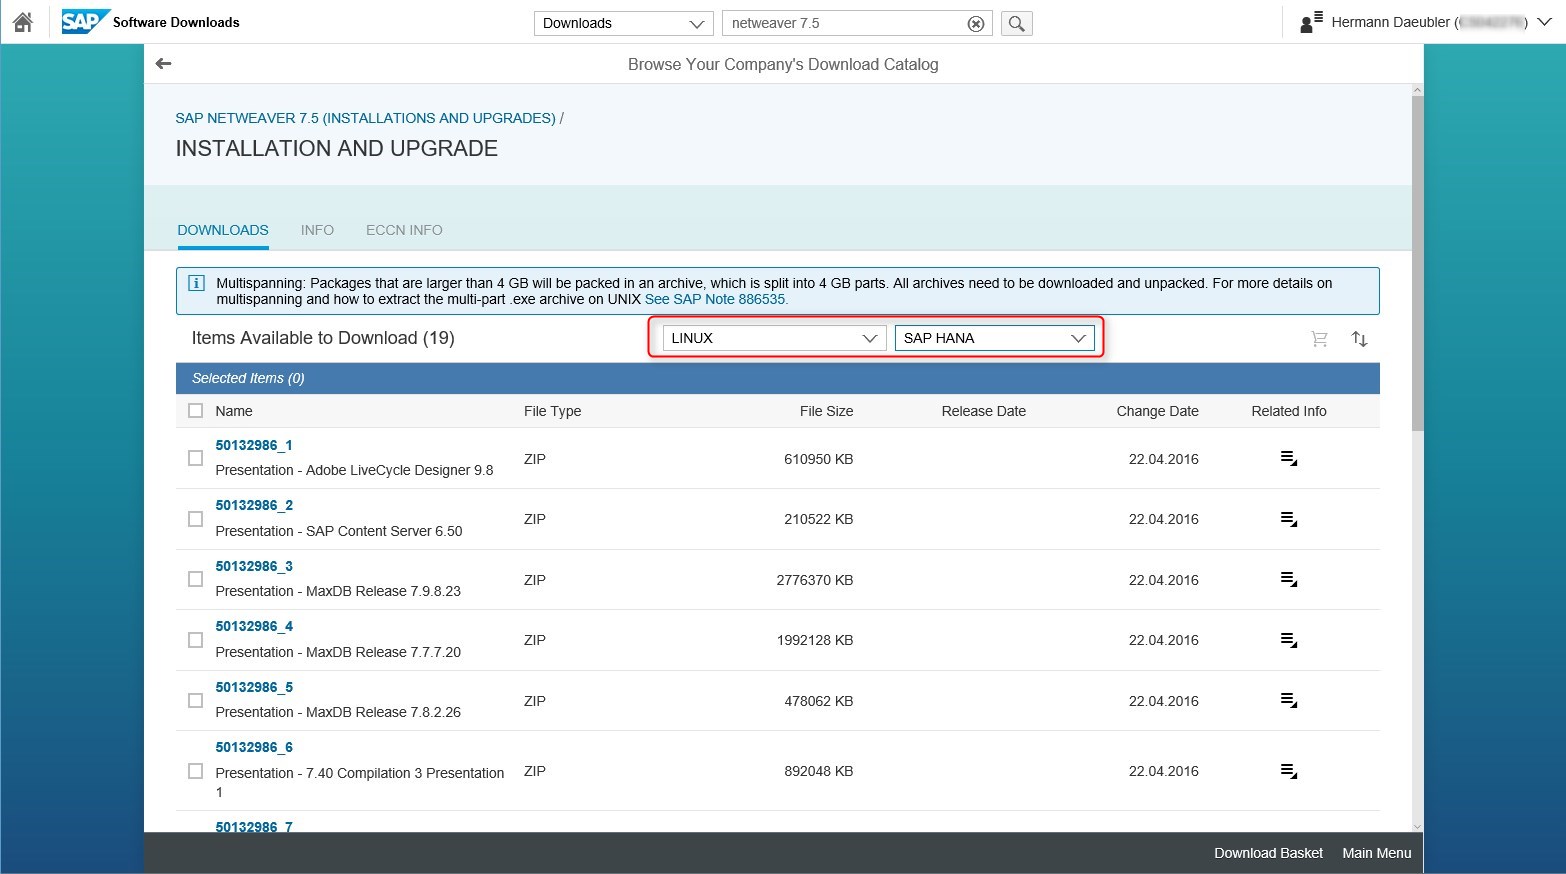 SAP Software Downloads
Downloads
netweaver 7.5
Hermann Daeubler ( )
Browse Your Company's Download Catalog
SAP NETWEAVER 7.5 (INSTALLATIONS AND UPGRADES) /
INSTALLATION AND UPGRADE
DOWNLOADS INFO ECCN INFO
Multispanning: Packages that are larger than 4 GB will be packed in an archive, which is split into 4 GB parts. All archives need to be downloaded and unpacked. For more details on
multispanning and how to extract the multi-part .exe archive on UNIX See SAP Note 886535.
Items Available to Download (19)
LINUX
SAP HANA
Selected Items (0)
Name File Type File Size Release Date Change Date Related Info
50132986_1
Presentation - Adobe LiveCycle Designer 9.8
ZIP 610950 KB 22.04.2016
50132986_2
Presentation - SAP Content Server 6.50
ZIP 210522 KB 22.04.2016
50132986_3
Presentation - MaxDB Release 7.9.8.23
ZIP 2776370 KB 22.04.2016
50132986_4
Presentation - MaxDB Release 7.7.7.20
ZIP 1992128 KB 22.04.2016
50132986_5
Presentation - MaxDB Release 7.8.2.26
ZIP 478062 KB 22.04.2016
50132986_6
Presentation - 7.40 Compilation 3 Presentation
1
ZIP 892048 KB 22.04.2016
50132986_7
Download Basket Main Menu